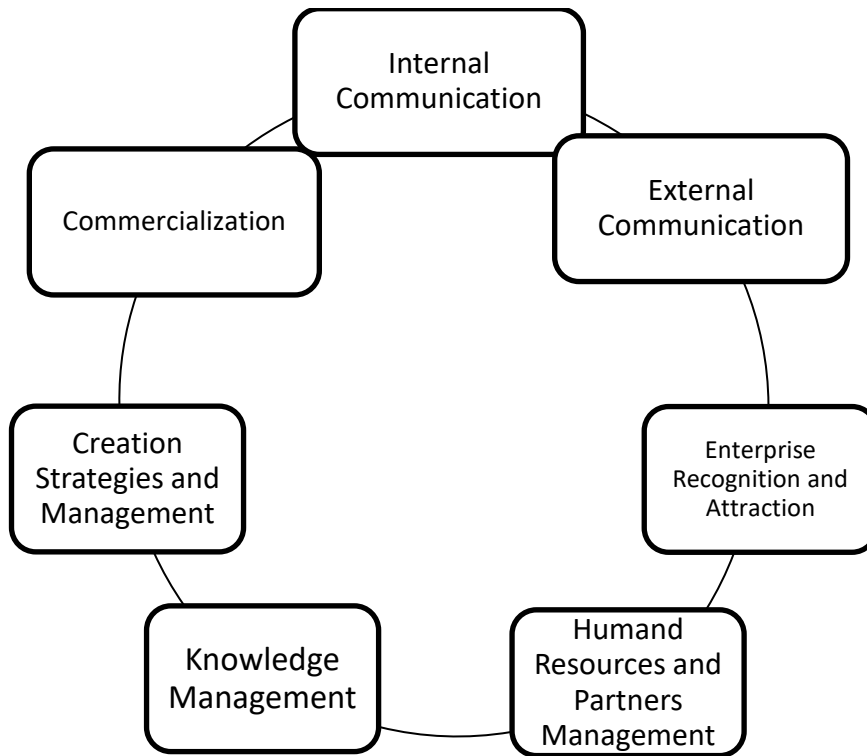 Internal
Communication
External
Communication
Enterprise
Recognition and
Attraction
Humand
Resources and
Partners
Management
Knowledge
Management
Creation
Strategies and
Management
Commercialization